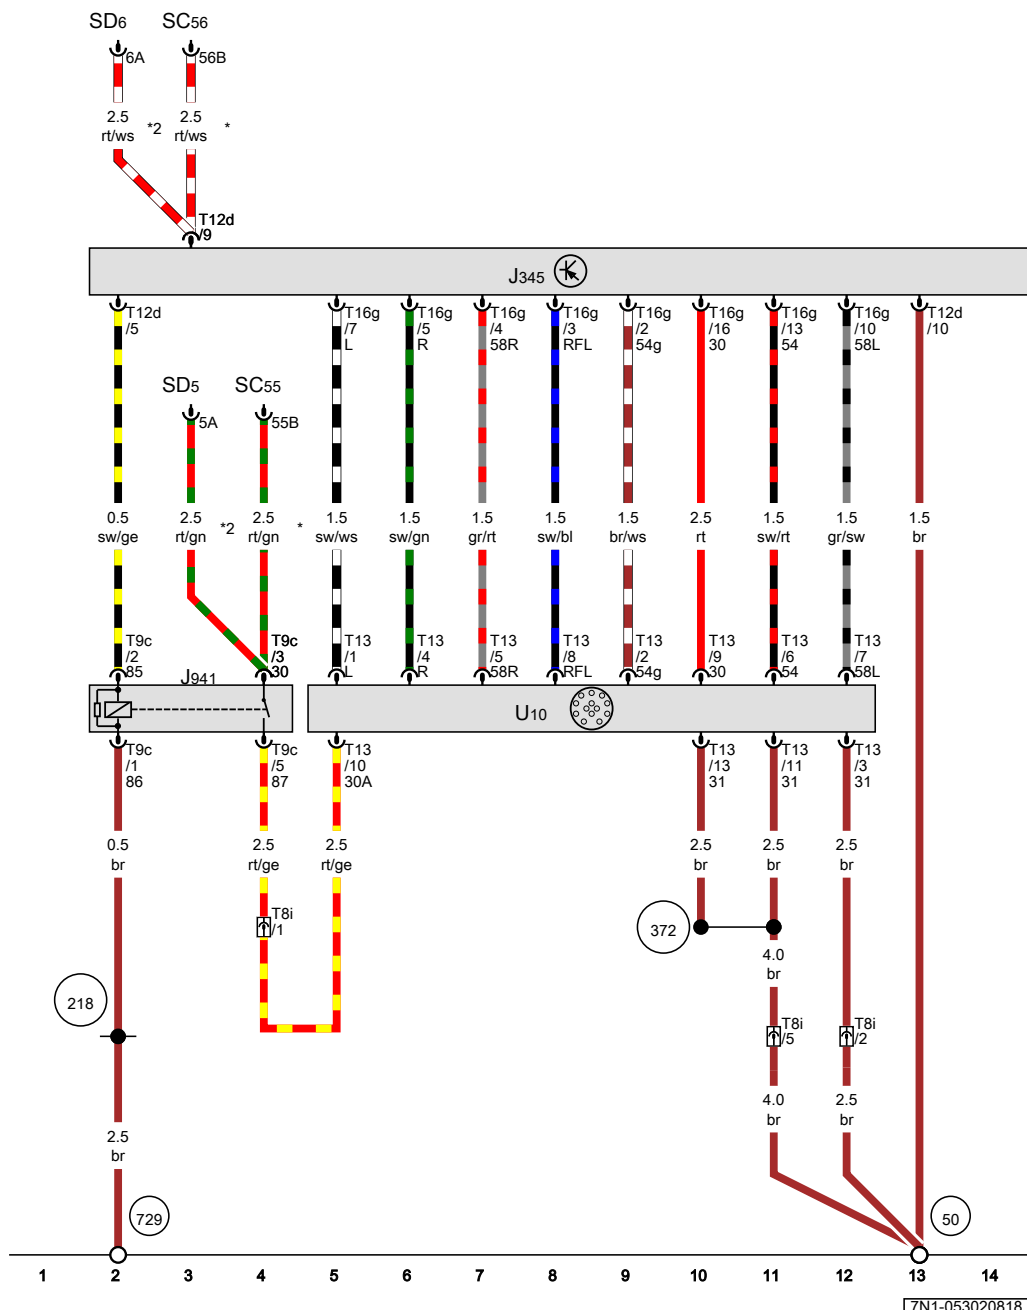 SD6 SC56
6A 56B
2.5 2.5
rt/ws *2 rt/ws *
T12d
/9
J345
T12d T16g T16g T16g T16g T16g T16g T16g T16g T12d
/5 /7 /5 /4 /3 /2 /16 /13 /10 /10
L R 58R RFL 54g 30 54 58L
SD5 SC55
5A 55B
0.5 2.5 2.5 1.5 1.5 1.5 1.5 1.5 2.5 1.5 1.5 1.5
sw/ge rt/gn *2 rt/gn * sw/ws sw/gn gr/rt sw/bl br/ws rt sw/rt gr/sw br
T9c T9c T13 T13 T13 T13 T13 T13 T13 T13
/2 /3 /1 /4 /5 /8 /2 /9 /6 /7
85 30 L R 58R RFL 54g 30 54 58L
J941
U10
T9c T9c T13 T13 T13 T13
/1 /5 /10 /13 /11 /3
86 87 30A 31 31 31
0.5 2.5 2.5 2.5 2.5 2.5
br rt/ge rt/ge br br br
T8i
/1
372
4.0
br
218
T8i T8i
/5 /2
4.0 2.5
br br
2.5
br
729 50
1 2 3 4 5 6 7 8 9 10 11 12 13 14
7N1-053020818